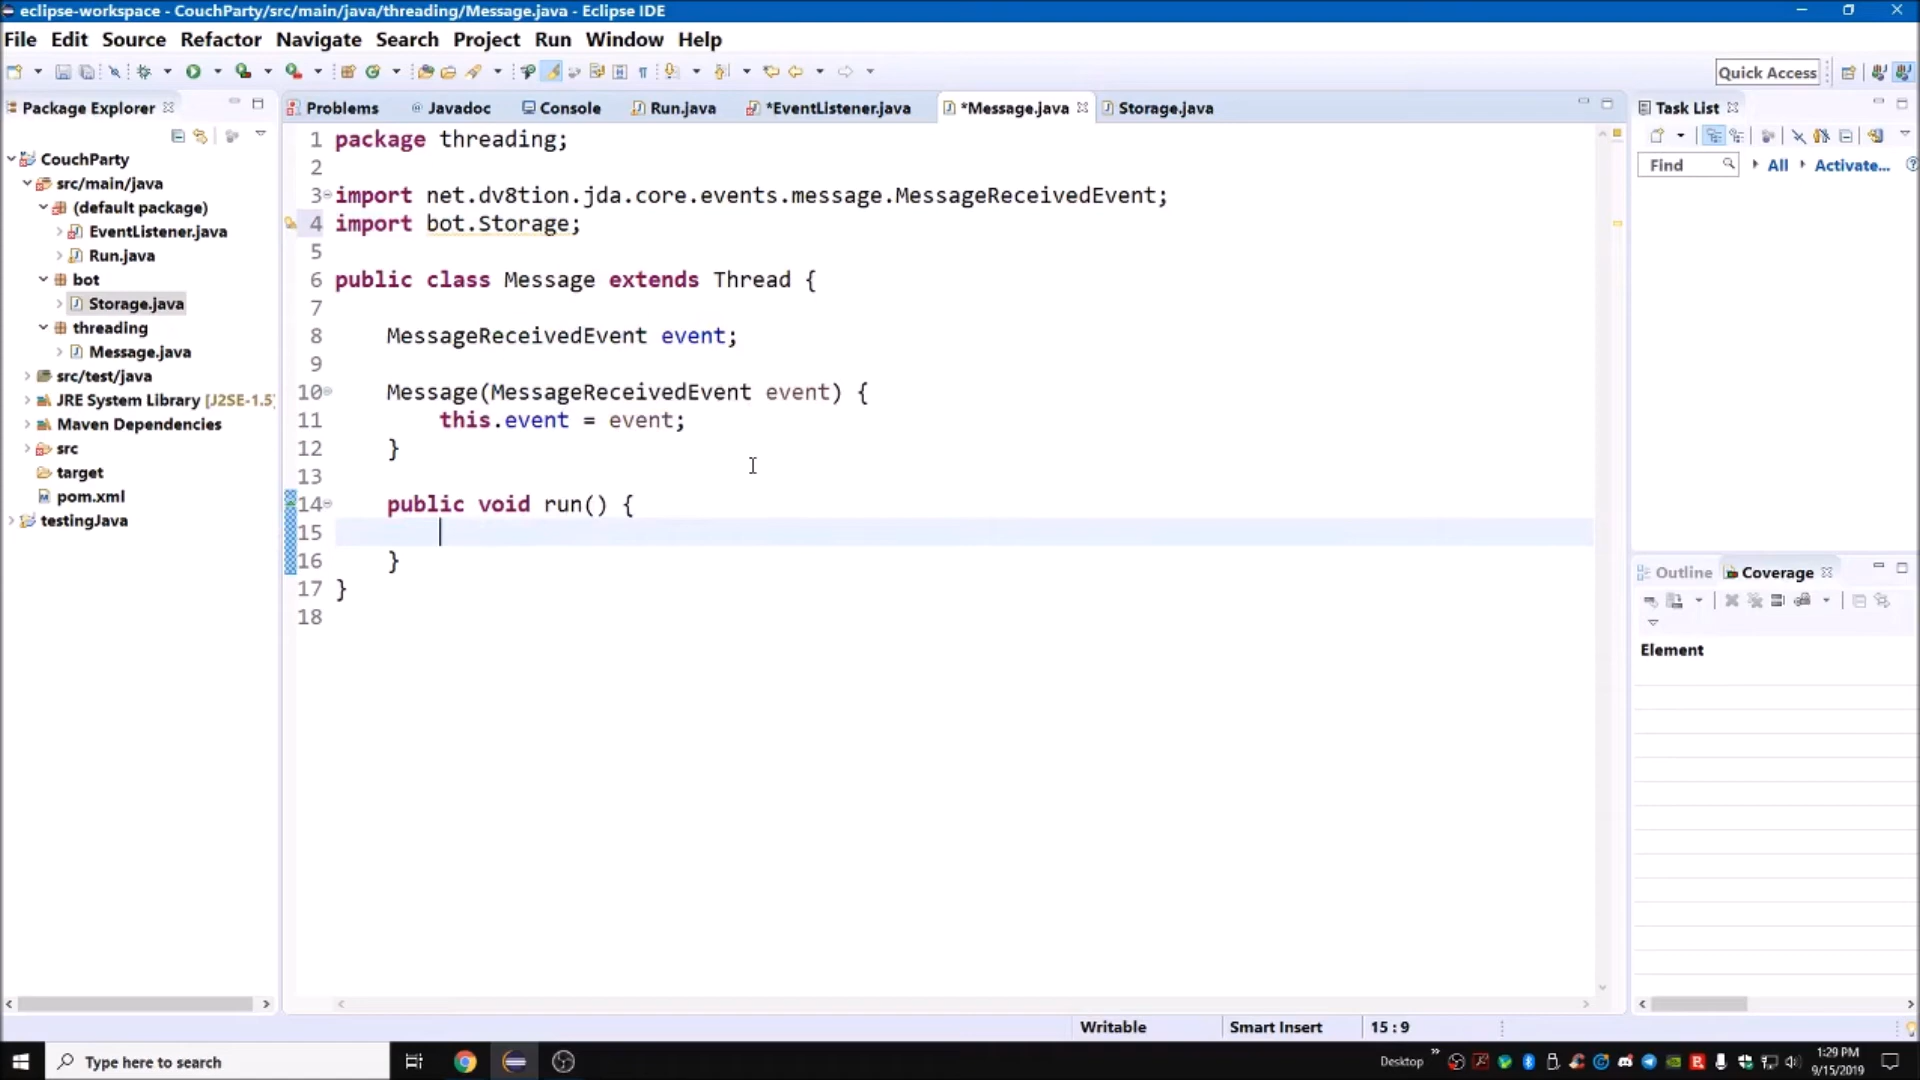 eclipse-workspace - CouchParty/src/main/java/threading/Message.java - Eclipse IDE
File Edit Source Refactor Navigate Search Project Run Window Help
Quick Access
Package Explorer
Problems Javadoc Console Run.java *EventListener.java *Message.java Storage.java
Task List
CouchParty
src/main/java
(default package)
EventListener.java
Run.java
bot
Storage.java
threading
Message.java
src/test/java
JRE System Library [J2SE-1.5]
Maven Dependencies
src
target
pom.xml
testingJava
1 package threading;
2
3 import net.dv8tion.jda.core.events.message.MessageReceivedEvent;
4 import bot.Storage;
5
6 public class Message extends Thread {
7
8 MessageReceivedEvent event;
9
10 Message(MessageReceivedEvent event) {
11 this.event = event;
12 }
13
14 public void run() {
15
16 }
17 }
18
Find All Activate...
Outline Coverage
Element
Writable Smart Insert 15 : 9
Type here to search
Desktop
1:29 PM
9/15/2019